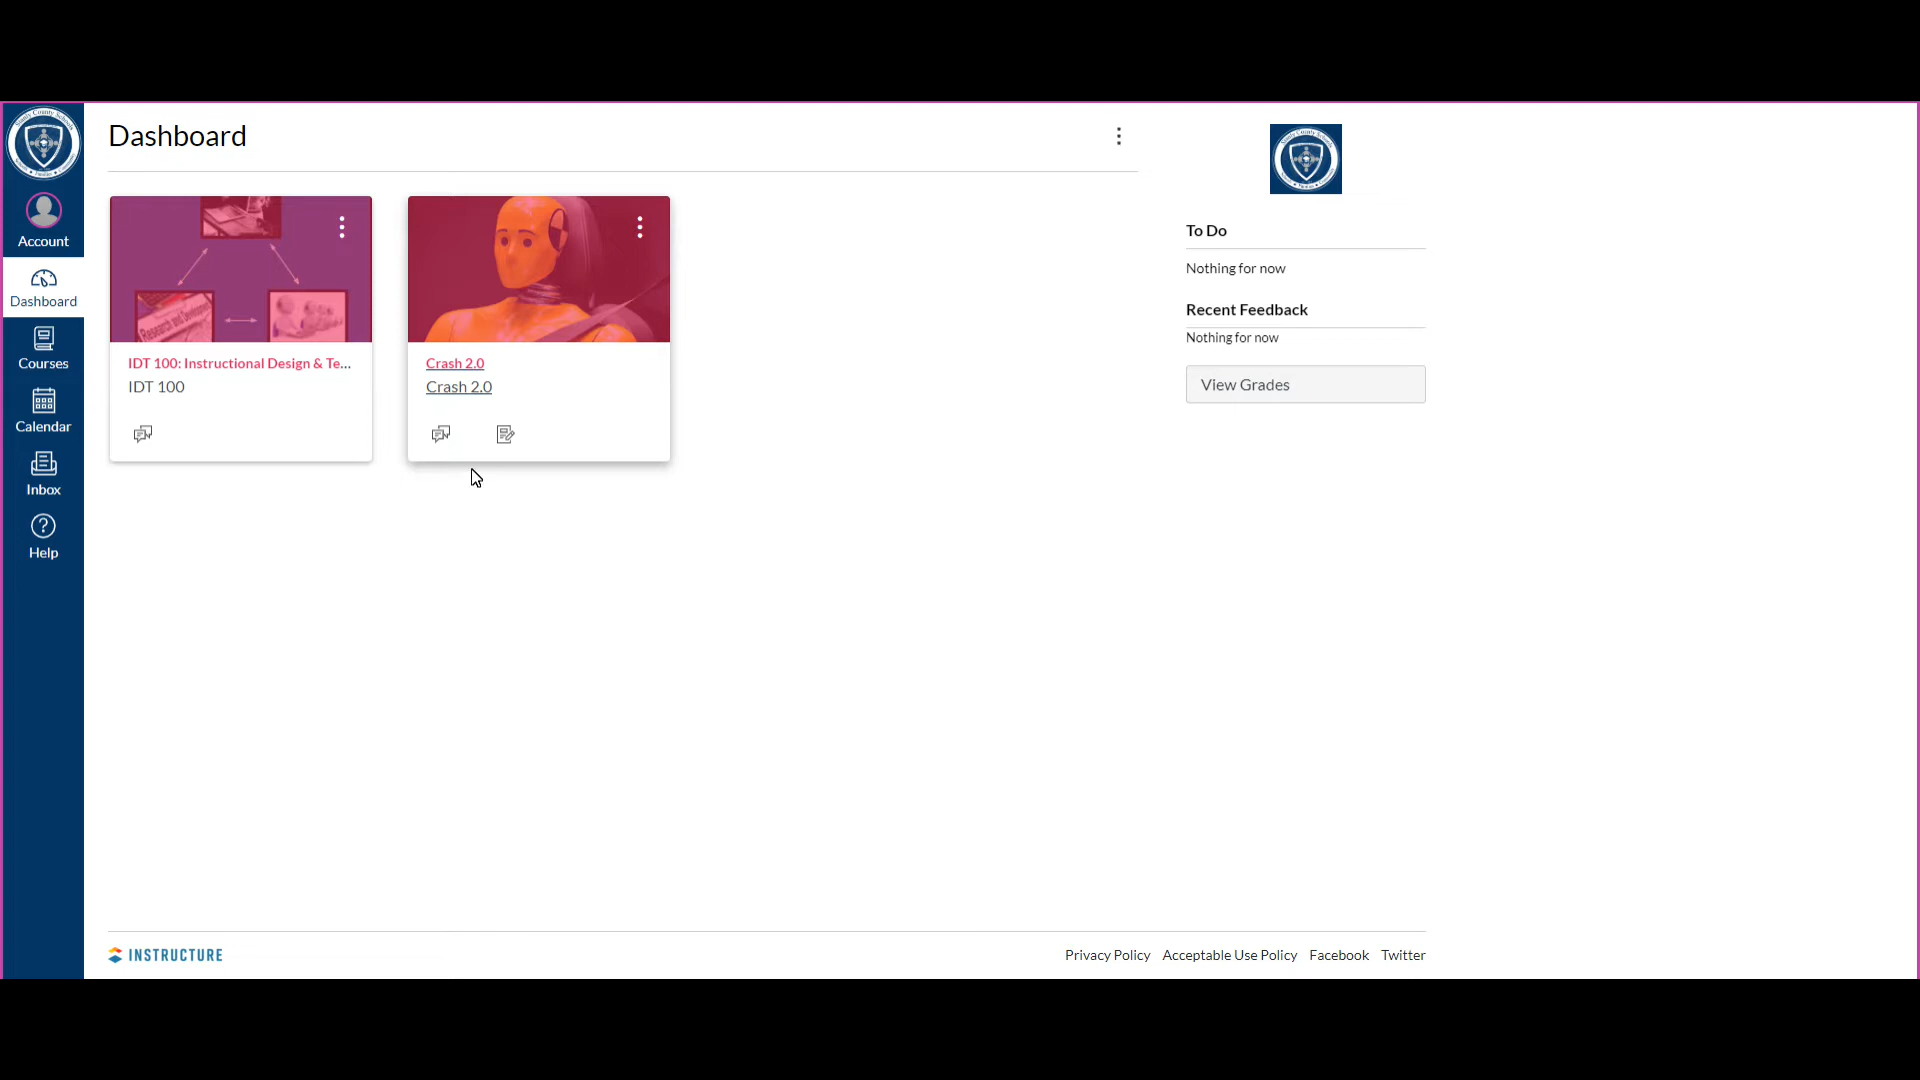 Dashboard
Account
Dashboard
Courses
Calendar
Inbox
Help
IDT 100: Instructional Design & Te...
IDT 100
Crash 2.0
Crash 2.0
To Do
Nothing for now
Recent Feedback
Nothing for now
View Grades
INSTRUCTURE
Privacy Policy Acceptable Use Policy Facebook Twitter